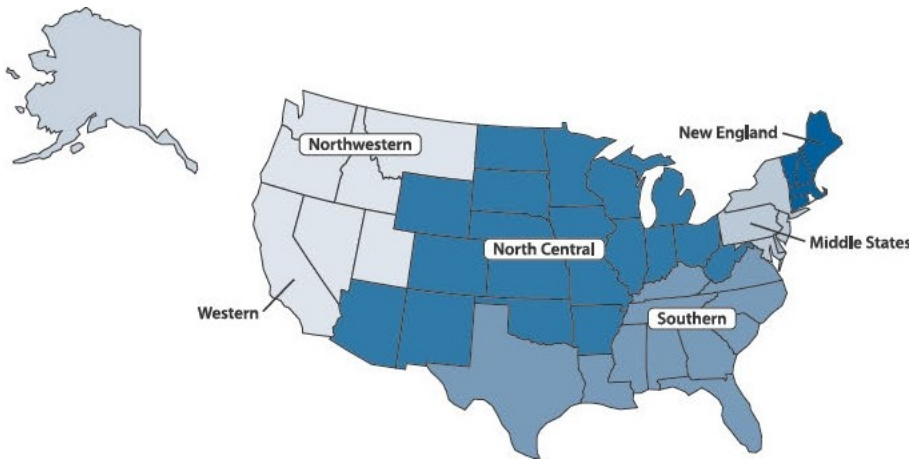 New England
Northwestern
Middle States
North Central
Western
Southern